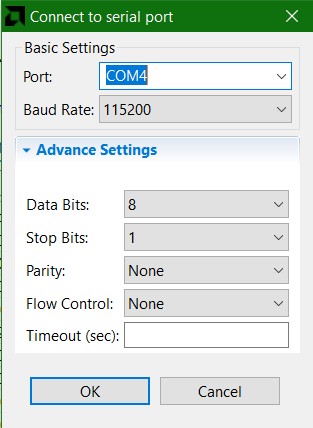 Connect to serial port
Basic Settings
Port: COM4
Baud Rate: 115200
Advance Settings
Data Bits: 8
Stop Bits: 1
Parity: None
Flow Control: None
Timeout (sec):
OK Cancel